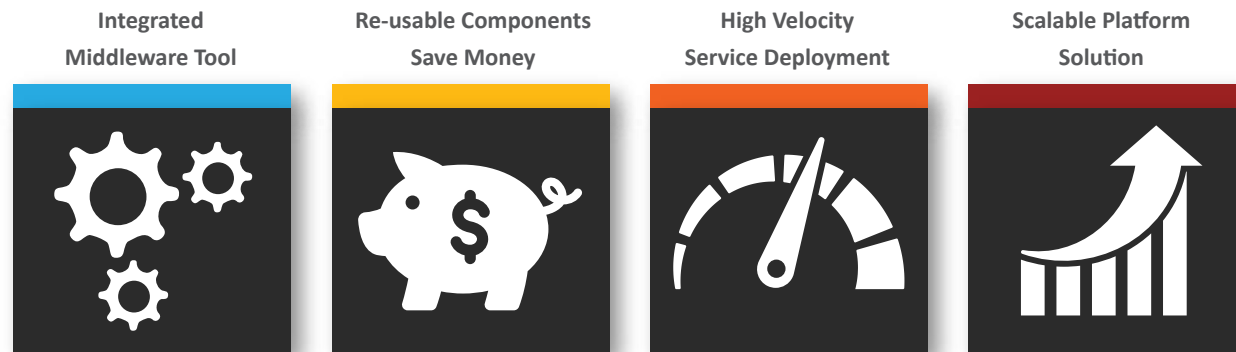 Integrated
Middleware Tool
Re-usable Components
Save Money
High Velocity
Service Deployment
Scalable Platform
Solution
$